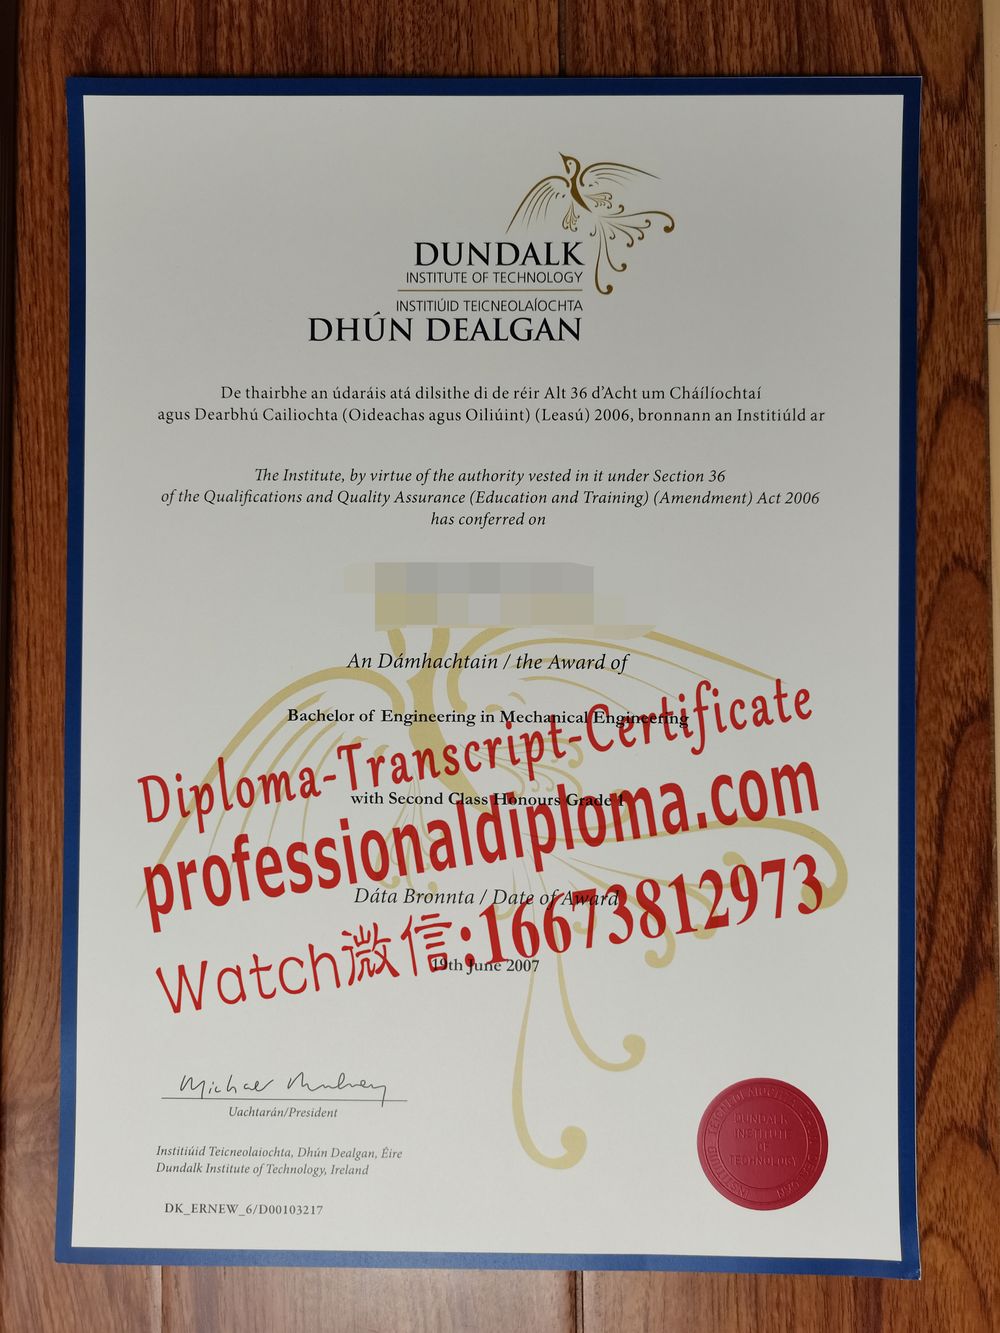 DUNDALK
INSTITUTE OF TECHNOLOGY
INSTITIÚID TEICNEOLAÍOCHTA
DHÚN DEALGAN
De thairbhe an údaráis atá dilsithe di de réir Alt 36 d'Acht um Cháilíochtaí
agus Dearbhú Cailiochta (Oideachas agus Oiliúint) (Leasú) 2006, bronnann an Institiúld ar
The Institute, by virtue of the authority vested in it under Section 36
of the Qualifications and Quality Assurance (Education and Training) (Amendment) Act 2006
has conferred on
An Dámhachtain / the Award of
Bachelor of Engineering in Mechanical Engineering
Diploma-Transcript-Certificate
with Second Class Honours Grade 1
professionaldiploma.com
Dáta Bronnta / Date of Award
Watch微信:16673812973
19th June 2007
Michael Mulvey
Uachtarán/President
Institiúid Teicneolaiochta, Dhún Dealgan, Éire
Dundalk Institute of Technology, Ireland
DK_ERNEW_6/D00103217
DUNDALK
INSTITUTE
OF
TECHNOLOGY